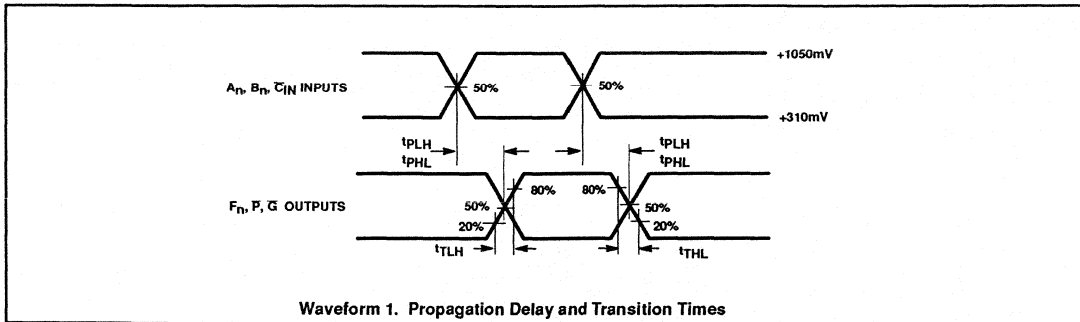 +1050mV
An, Bn, C̅IN INPUTS
50%
50%
+310mV
tPLH
tPHL
tPLH
tPHL
80%
80%
Fn, P̅, G̅ OUTPUTS
50%
50%
20%
20%
tTLH
tTHL
Waveform 1. Propagation Delay and Transition Times